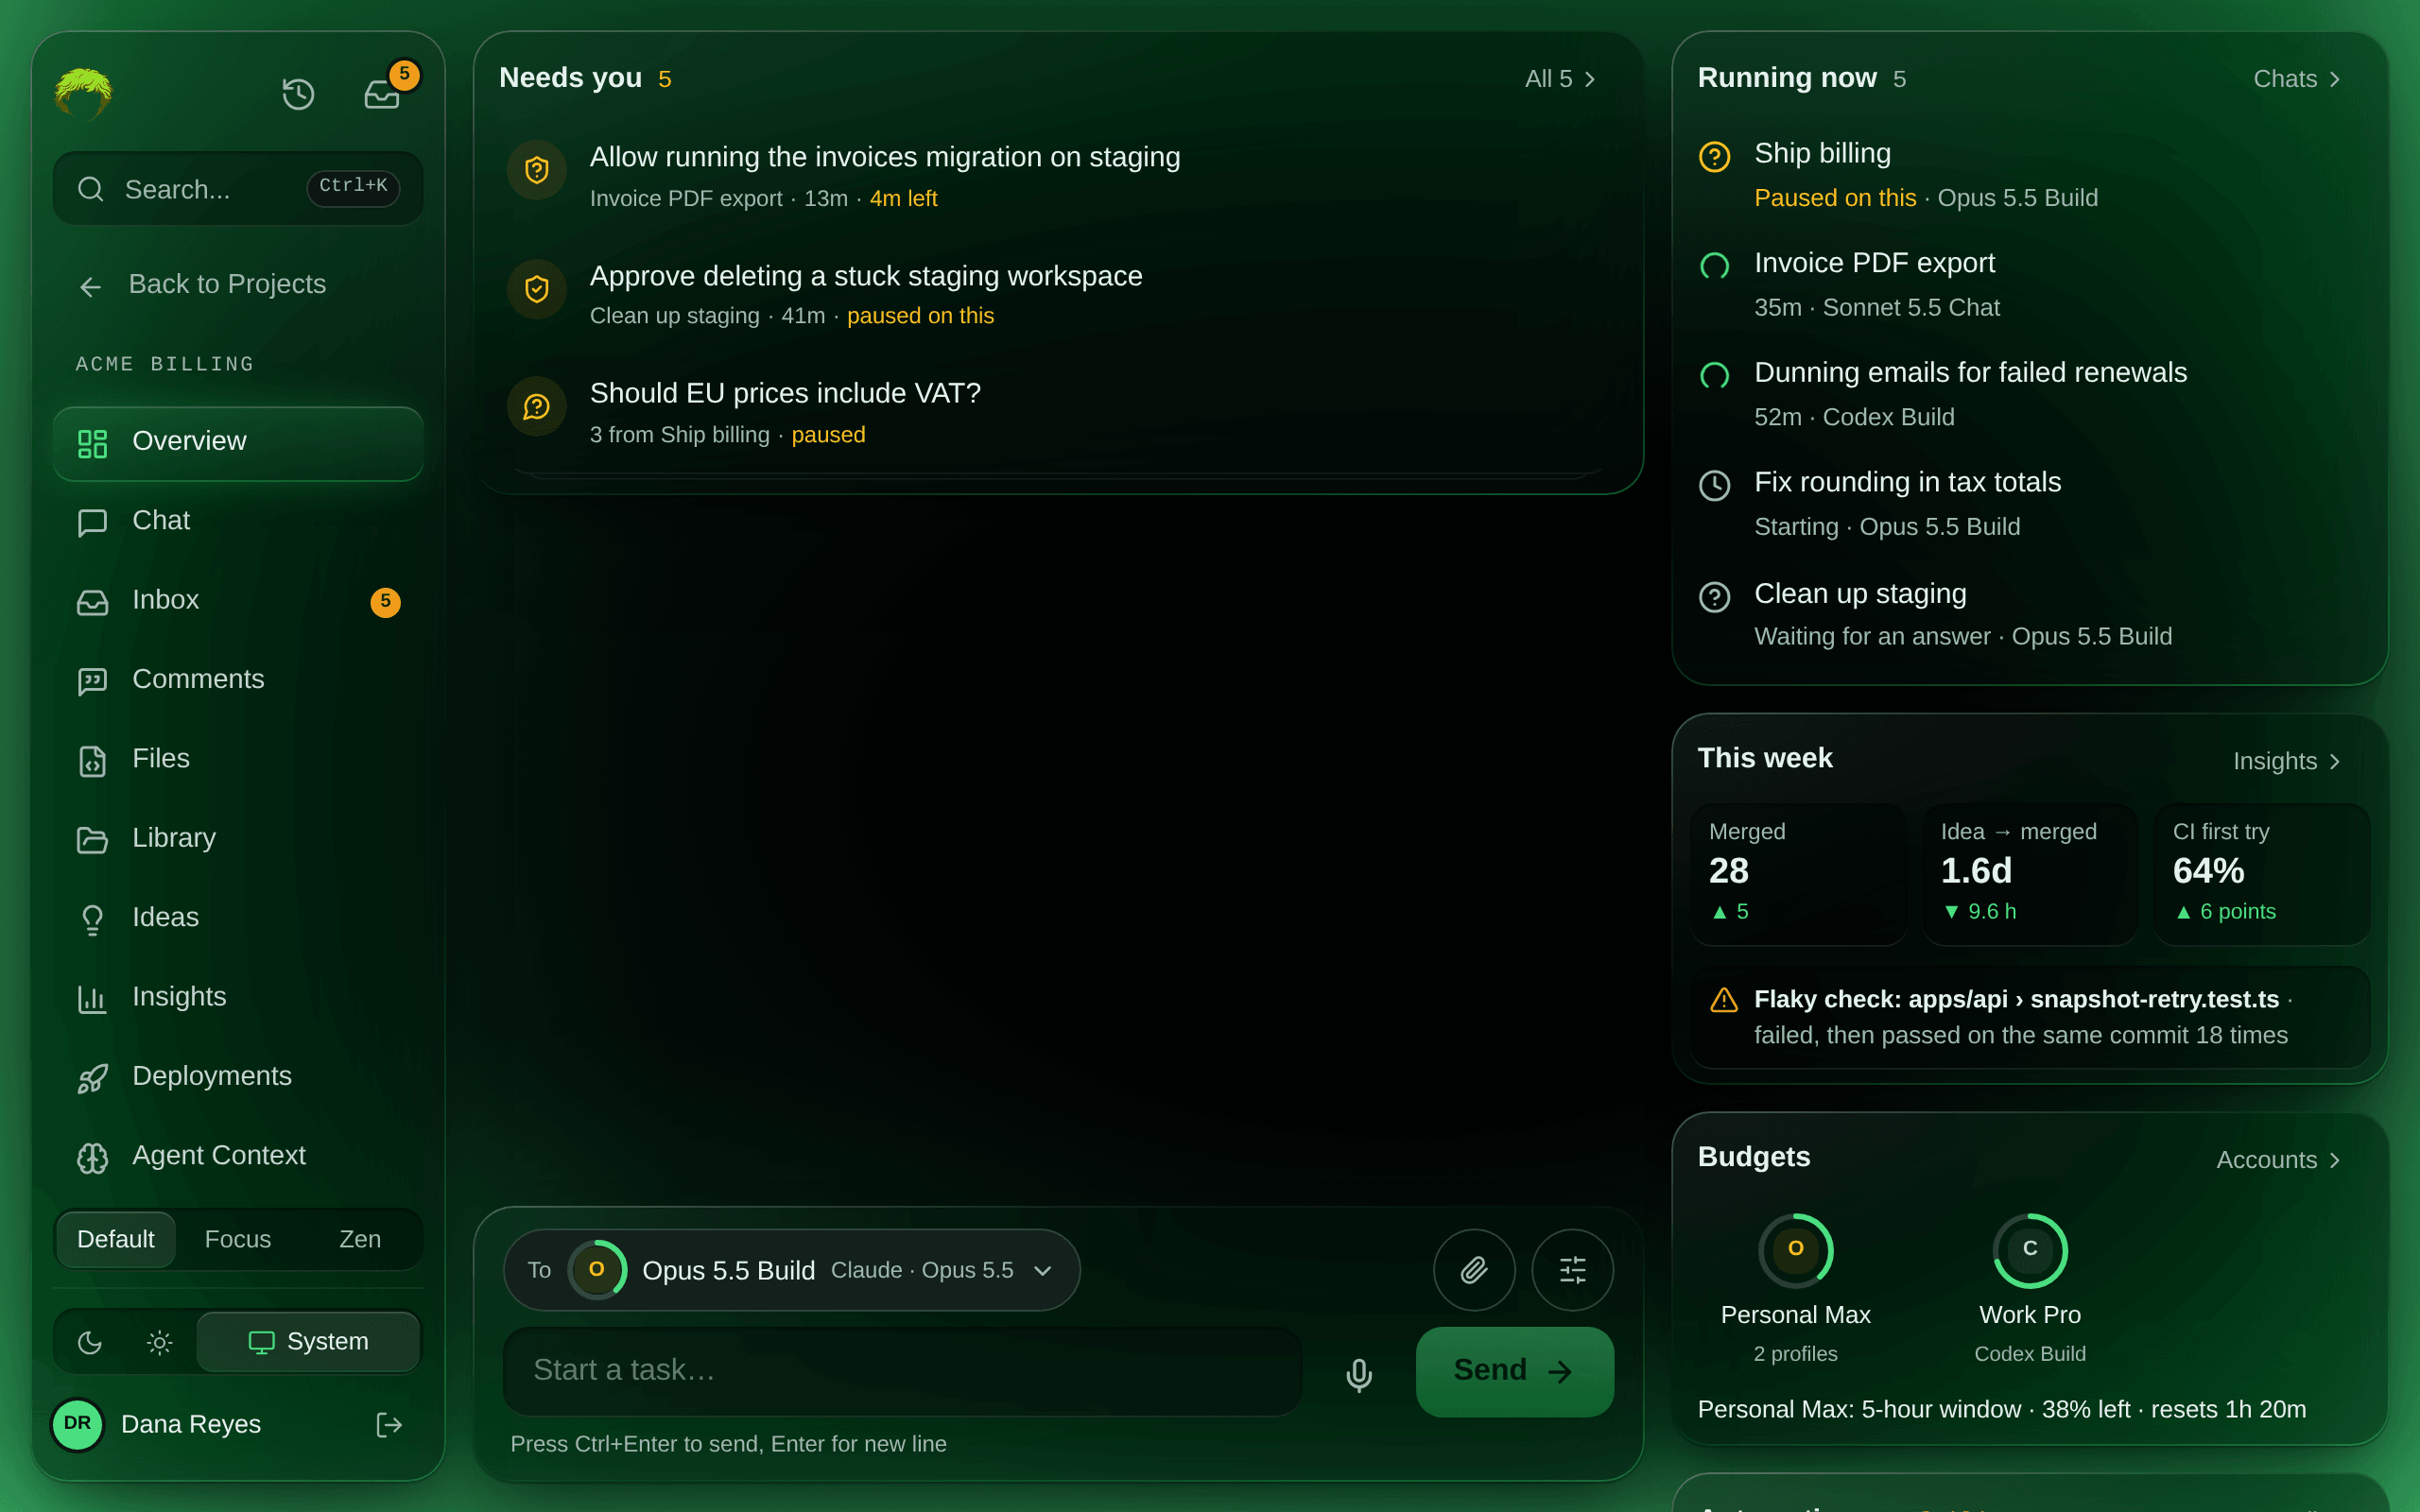 5
Search...
Ctrl+K
Back to Projects
ACME BILLING
Overview
Chat
Inbox
5
Comments
Files
Library
Ideas
Insights
Deployments
Agent Context
Default
Focus
Zen
System
DR
Dana Reyes
Needs you 5
All 5
Allow running the invoices migration on staging
Invoice PDF export · 13m · 4m left
Approve deleting a stuck staging workspace
Clean up staging · 41m · paused on this
Should EU prices include VAT?
3 from Ship billing · paused
To O Opus 5.5 Build Claude · Opus 5.5
Start a task…
Send →
Press Ctrl+Enter to send, Enter for new line
Running now 5
Chats
Ship billing
Paused on this · Opus 5.5 Build
Invoice PDF export
35m · Sonnet 5.5 Chat
Dunning emails for failed renewals
52m · Codex Build
Fix rounding in tax totals
Starting · Opus 5.5 Build
Clean up staging
Waiting for an answer · Opus 5.5 Build
This week
Insights
Merged
28
▲ 5
Idea → merged
1.6d
▼ 9.6 h
CI first try
64%
▲ 6 points
Flaky check: apps/api › snapshot-retry.test.ts ·
failed, then passed on the same commit 18 times
Budgets
Accounts
O
Personal Max
2 profiles
C
Work Pro
Codex Build
Personal Max: 5-hour window · 38% left · resets 1h 20m